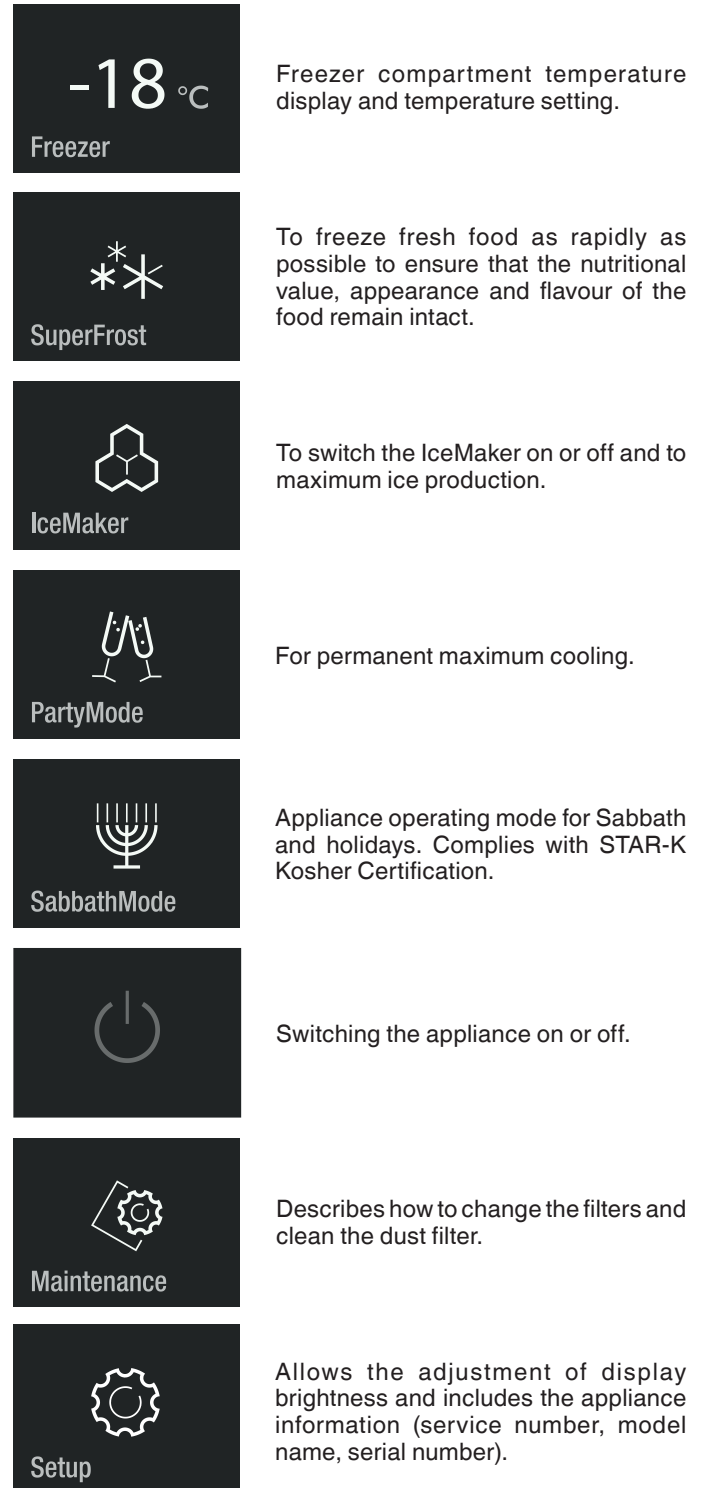 -18 °C
Freezer
Freezer compartment temperature
display and temperature setting.
SuperFrost
To freeze fresh food as rapidly as
possible to ensure that the nutritional
value, appearance and flavour of the
food remain intact.
IceMaker
To switch the IceMaker on or off and to
maximum ice production.
PartyMode
For permanent maximum cooling.
SabbathMode
Appliance operating mode for Sabbath
and holidays. Complies with STAR-K
Kosher Certification.
Switching the appliance on or off.
Maintenance
Describes how to change the filters and
clean the dust filter.
Setup
Allows the adjustment of display
brightness and includes the appliance
information (service number, model
name, serial number).